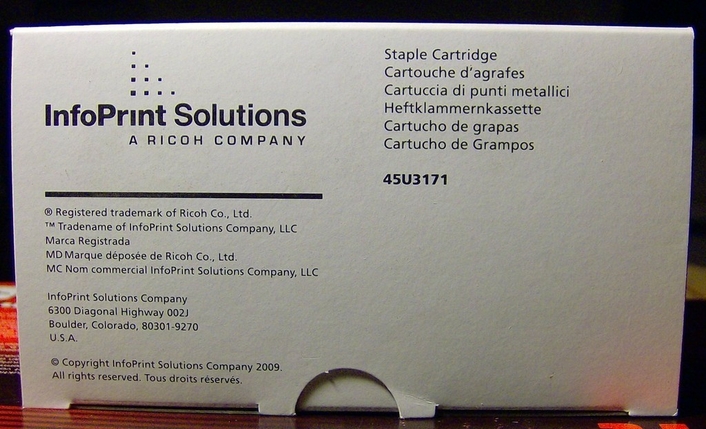 InfoPrint Solutions
A RICOH COMPANY
® Registered trademark of Ricoh Co., Ltd.
™ Tradename of InfoPrint Solutions Company, LLC
Marca Registrada
MD Marque déposée de Ricoh Co., Ltd.
MC Nom commercial InfoPrint Solutions Company, LLC
InfoPrint Solutions Company
6300 Diagonal Highway 002J
Boulder, Colorado, 80301-9270
U.S.A.
© Copyright InfoPrint Solutions Company 2009.
All rights reserved. Tous droits réservés.
Staple Cartridge
Cartouche d'agrafes
Cartuccia di punti metallici
Heftklammernkassette
Cartucho de grapas
Cartucho de Grampos
45U3171